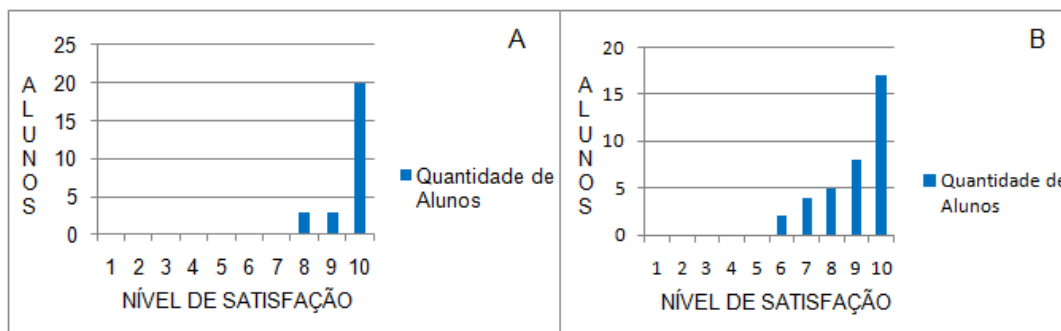 A
25
20
15
10
5
0
ALUNOS
1 2 3 4 5 6 7 8 9 10
NÍVEL DE SATISFAÇÃO
Quantidade de
Alunos
B
20
15
10
5
0
ALUNOS
1 2 3 4 5 6 7 8 9 10
NÍVEL DE SATISFAÇÃO
Quantidade de
Alunos